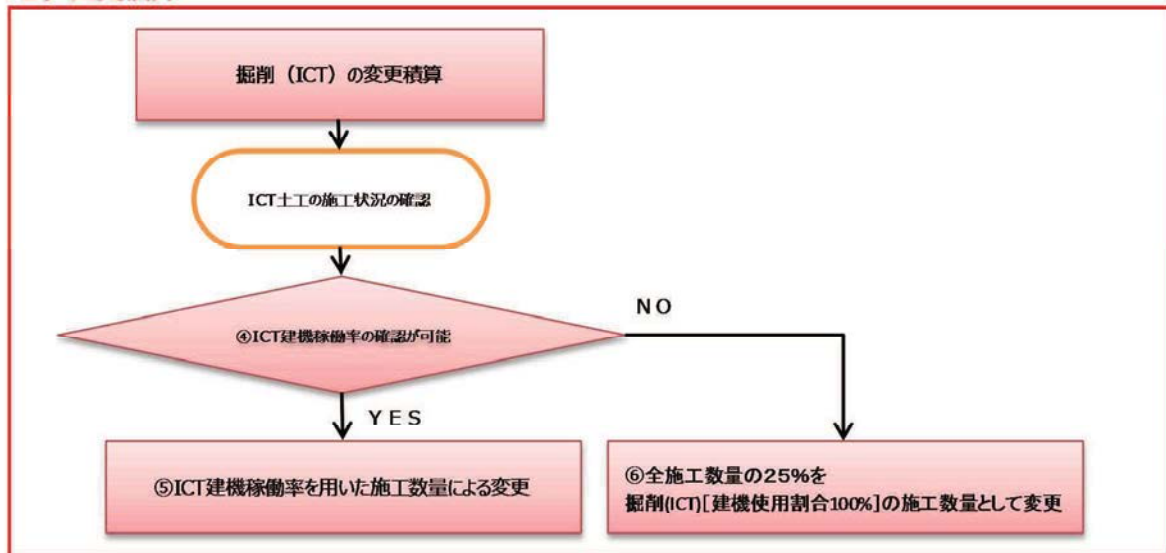 掘削（ICT）の変更積算
ICT土工の施工状況の確認
④ICT建機稼働率の確認が可能
NO
YES
⑤ICT建機稼働率を用いた施工数量による変更
⑥全施工数量の25%を
掘削(ICT)[建機使用割合100%]の施工数量として変更